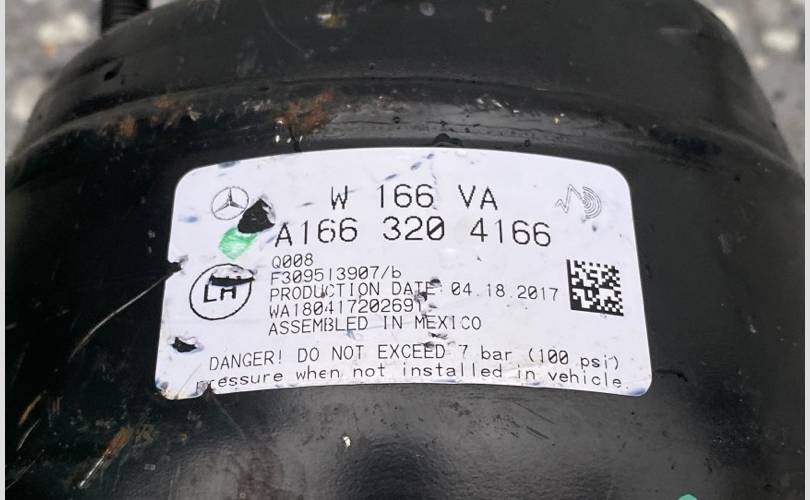 W 166 VA
A166 320 4166
Q008
F309513907/b
LH
PRODUCTION DATE: 04.18.2017
WA180417202691
ASSEMBLED IN MEXICO
DANGER! DO NOT EXCEED 7 bar (100 psi)
pressure when not installed in vehicle.